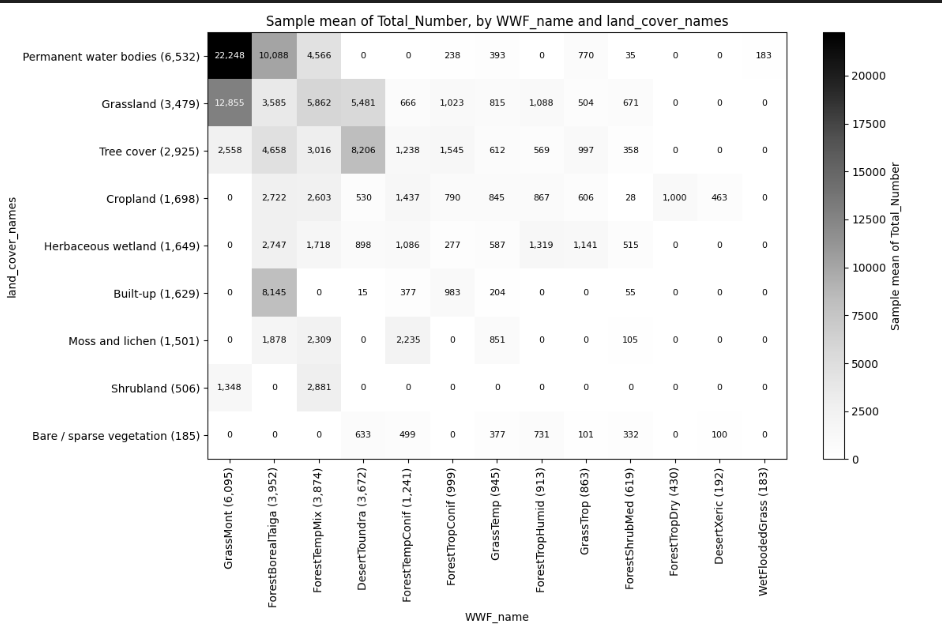 Sample mean of Total_Number, by WWF_name and land_cover_names
Permanent water bodies (6,532) 22,248 10,088 4,566 0 0 238 393 0 770 35 0 0 183
Grassland (3,479) 12,855 3,585 5,862 5,481 666 1,023 815 1,088 504 671 0 0 0
Tree cover (2,925) 2,558 4,658 3,016 8,206 1,238 1,545 612 569 997 358 0 0 0
Cropland (1,698) 0 2,722 2,603 530 1,437 790 845 867 606 28 1,000 463 0
Herbaceous wetland (1,649) 0 2,747 1,718 898 1,086 277 587 1,319 1,141 515 0 0 0
Built-up (1,629) 0 8,145 0 15 377 983 204 0 0 55 0 0 0
Moss and lichen (1,501) 0 1,878 2,309 0 2,235 0 851 0 0 105 0 0 0
Shrubland (506) 1,348 0 2,881 0 0 0 0 0 0 0 0 0 0
Bare / sparse vegetation (185) 0 0 0 633 499 0 377 731 101 332 0 100 0
land_cover_names
GrassMont (6,095)
ForestBorealTaiga (3,952)
ForestTempMix (3,874)
DesertToundra (3,672)
ForestTempConif (1,241)
ForestTropConif (999)
GrassTemp (945)
ForestTropHumid (913)
GrassTrop (863)
ForestShrubMed (619)
ForestTropDry (430)
DesertXeric (192)
WetFloodedGrass (183)
WWF_name
20000
17500
15000
12500
10000
7500
5000
2500
0
Sample mean of Total_Number